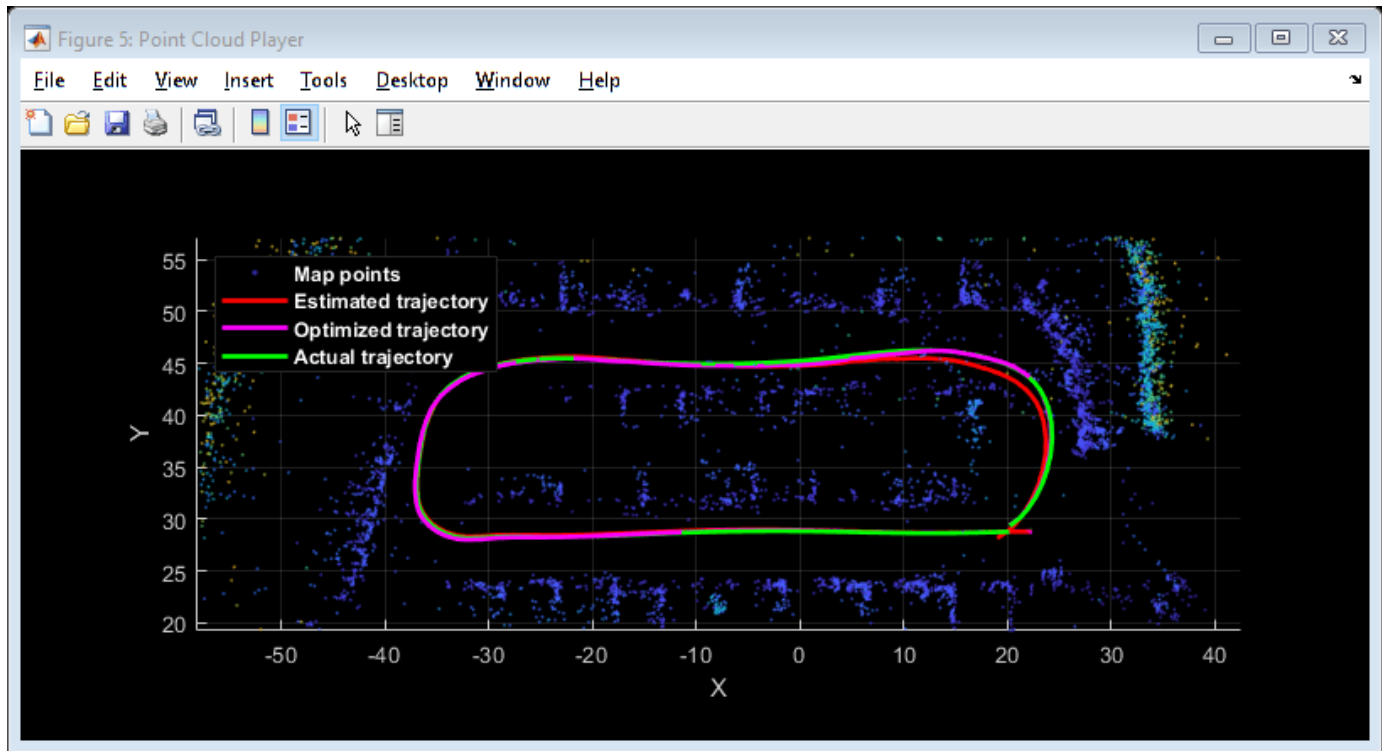 Figure 5: Point Cloud Player
File Edit View Insert Tools Desktop Window Help
Map points
Estimated trajectory
Optimized trajectory
Actual trajectory
55
50
45
40
35
30
25
20
Y
-50 -40 -30 -20 -10 0 10 20 30 40
X